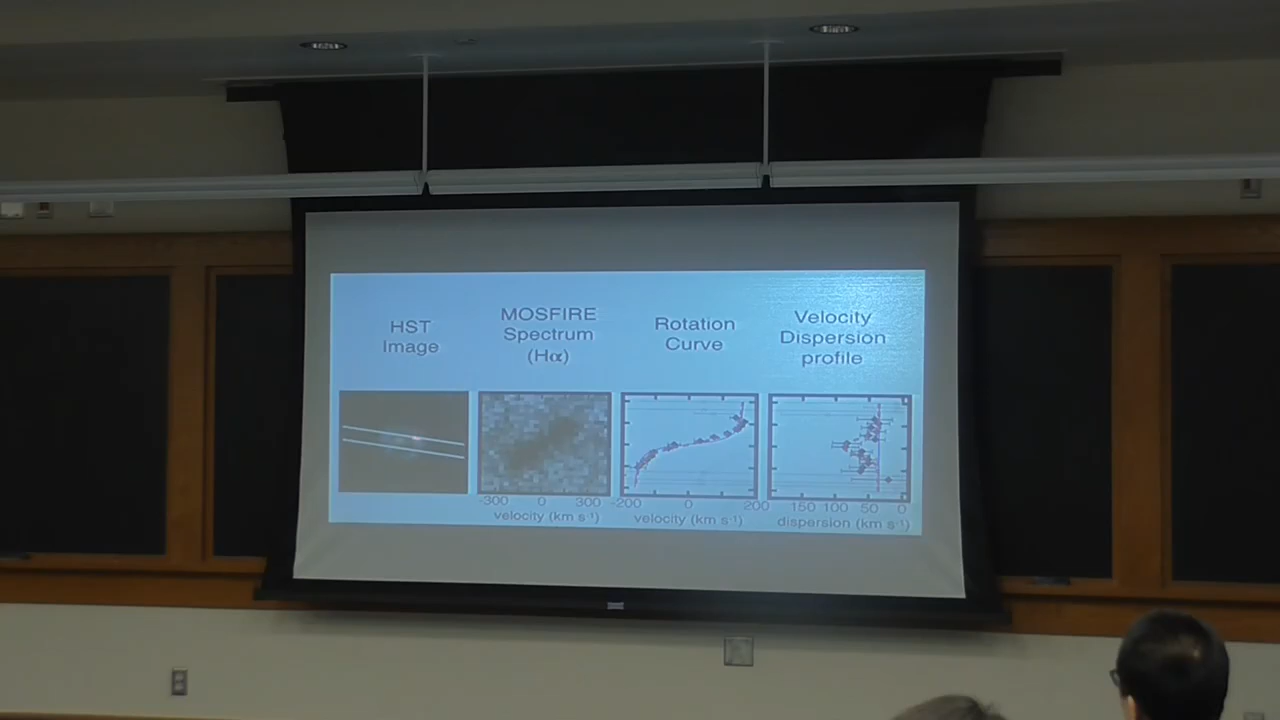 HST
Image
MOSFIRE
Spectrum
(Hα)
Rotation
Curve
Velocity
Dispersion
profile
-300 0 300
velocity (km s⁻¹)
-200 0 200
velocity (km s⁻¹)
150 100 50 0
dispersion (km s⁻¹)